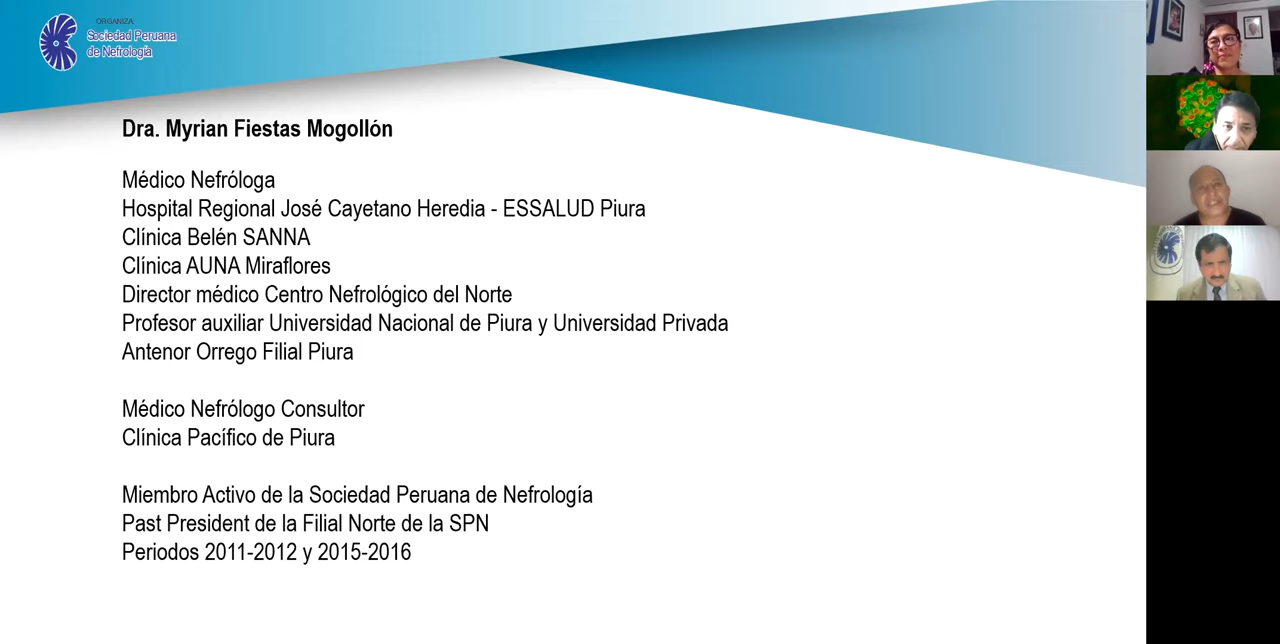 ORGANIZA:
Sociedad Peruana
de Nefrología
Dra. Myrian Fiestas Mogollón
Médico Nefróloga
Hospital Regional José Cayetano Heredia - ESSALUD Piura
Clínica Belén SANNA
Clínica AUNA Miraflores
Director médico Centro Nefrológico del Norte
Profesor auxiliar Universidad Nacional de Piura y Universidad Privada
Antenor Orrego Filial Piura
Médico Nefrólogo Consultor
Clínica Pacífico de Piura
Miembro Activo de la Sociedad Peruana de Nefrología
Past President de la Filial Norte de la SPN
Periodos 2011-2012 y 2015-2016